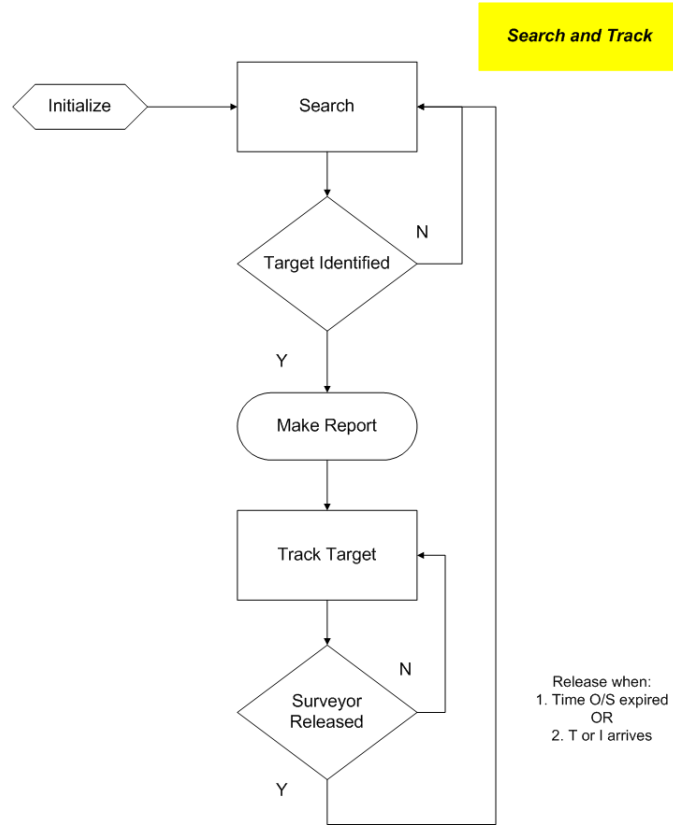 Search and Track
Initialize
Search
N
Target Identified
Y
Make Report
Track Target
N
Surveyor
Released
Y
Release when:
1. Time O/S expired
OR
2. T or I arrives